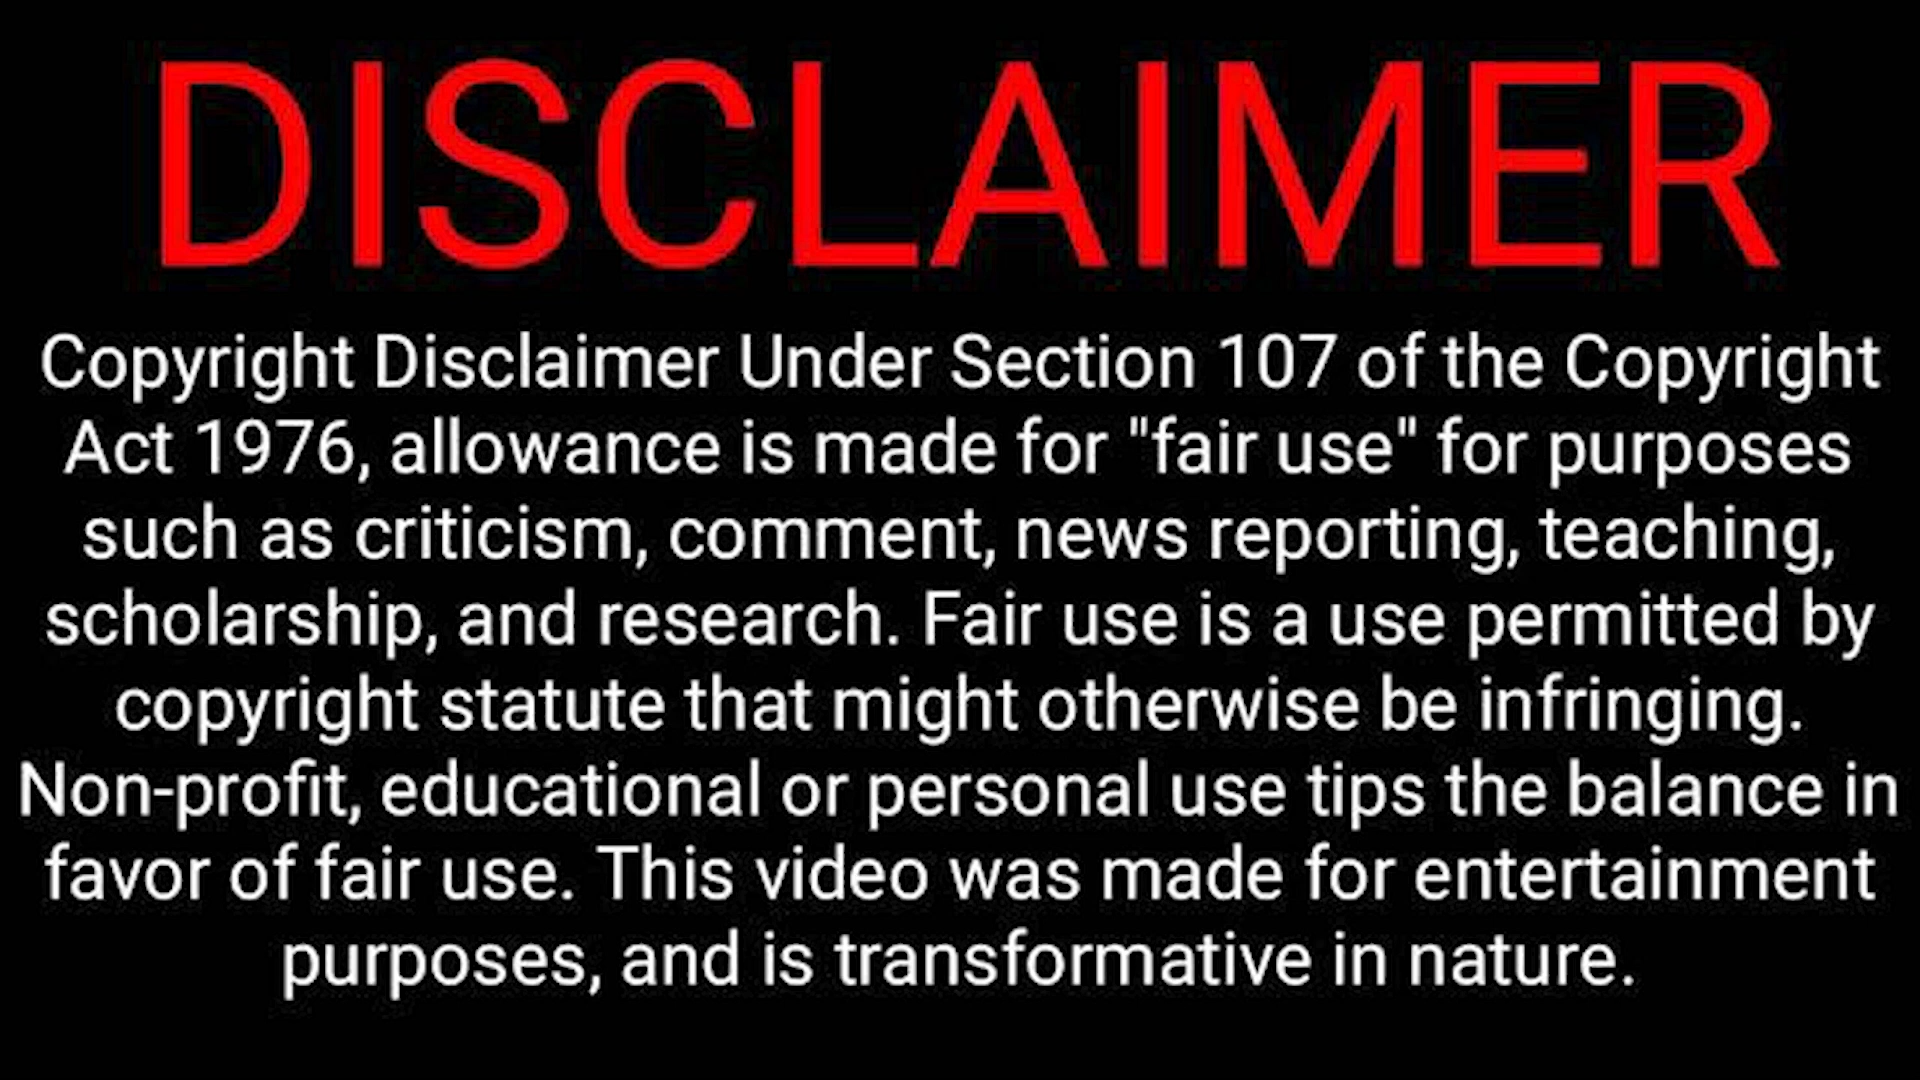 DISCLAIMER
Copyright Disclaimer Under Section 107 of the Copyright
Act 1976, allowance is made for "fair use" for purposes
such as criticism, comment, news reporting, teaching,
scholarship, and research. Fair use is a use permitted by
copyright statute that might otherwise be infringing.
Non-profit, educational or personal use tips the balance in
favor of fair use. This video was made for entertainment
purposes, and is transformative in nature.